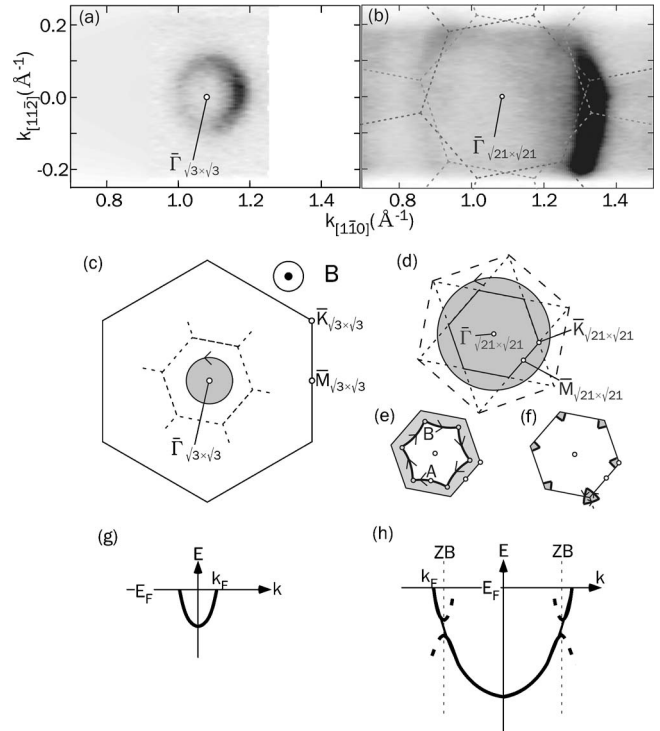 (a)
(b)
0.2
0.0
-0.2
k[112̄](Å-1)
Γ̄√3×√3
Γ̄√21×√21
0.8 1.0 1.2 1.4
0.8 1.0 1.2 1.4
k[11̄0](Å-1)
(c)
B
K̄√3×√3
M̄√3×√3
Γ̄√3×√3
(d)
Γ̄√21×√21
K̄√21×√21
M̄√21×√21
(e)
B
A
(f)
(g)
E
kF
-EF
k
(h)
ZB E ZB
kF
EF
k